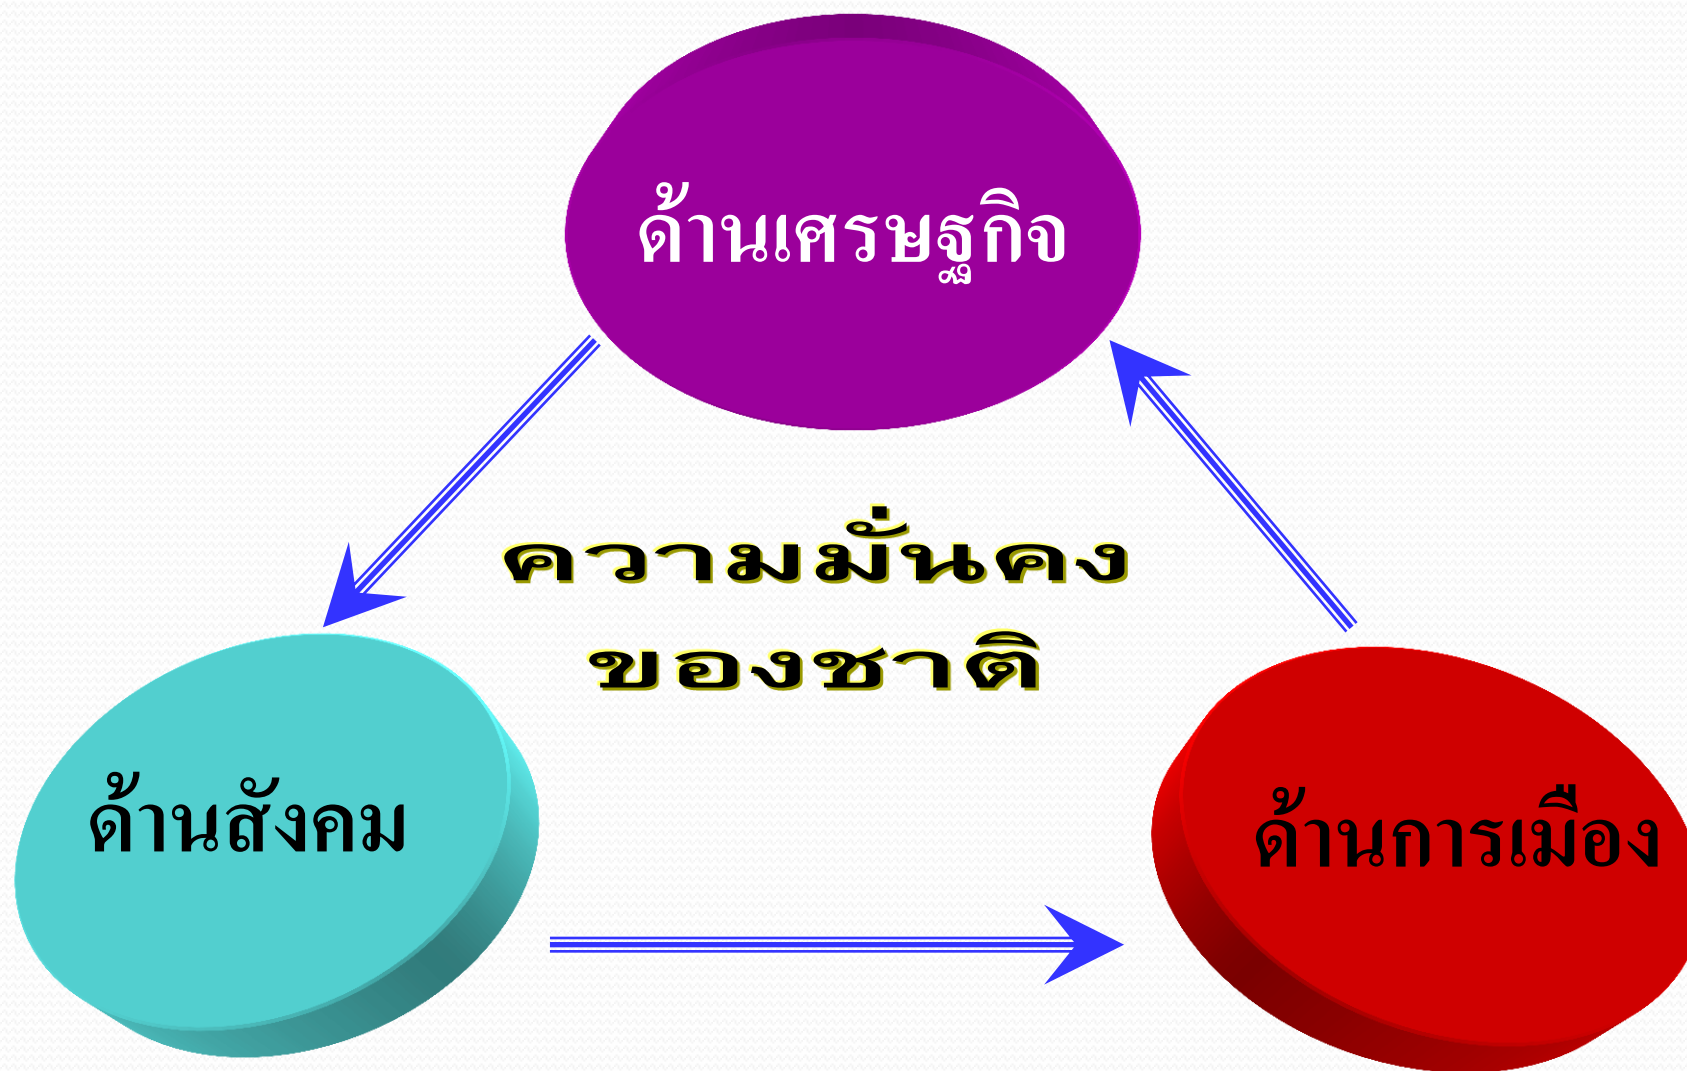 ด้านเศรษฐกิจ
ความมั่นคง
ของชาติ
ด้านสังคม
ด้านการเมือง